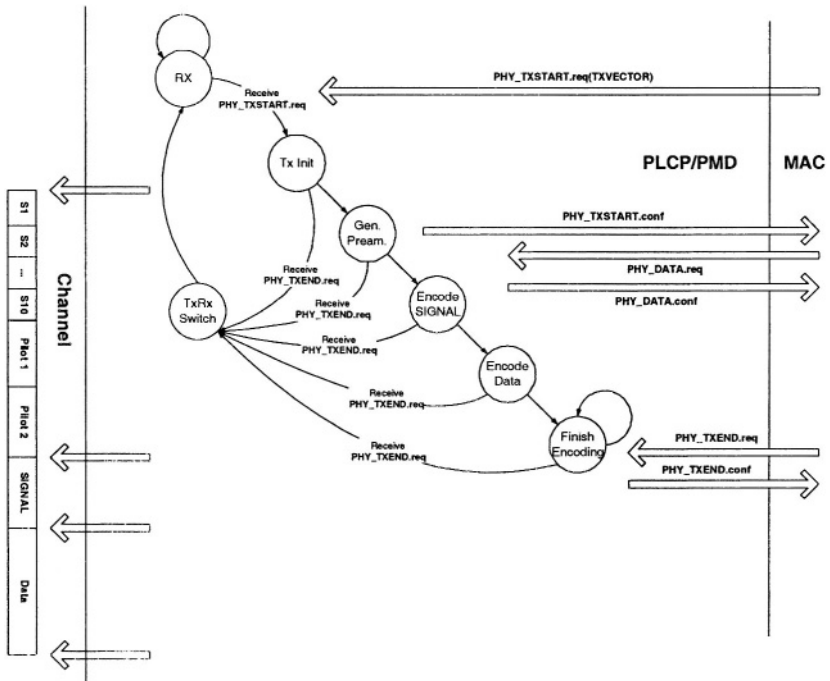 RX
PHY_TXSTART.req(TXVECTOR)
Receive
PHY_TXSTART.req
Tx Init
PLCP/PMD
MAC
S1
S2
...
S10
Pilot 1
Pilot 2
SIGNAL
Data
Channel
Gen.
Pream.
PHY_TXSTART.conf
PHY_DATA.req
PHY_DATA.conf
Receive
PHY_TXEND.req
TxRx
Switch
Receive
PHY_TXEND.req
Encode
SIGNAL
Receive
PHY_TXEND.req
Encode
Data
Receive
PHY_TXEND.req
Finish
Encoding
Receive
PHY_TXEND.req
PHY_TXEND.req
PHY_TXEND.conf